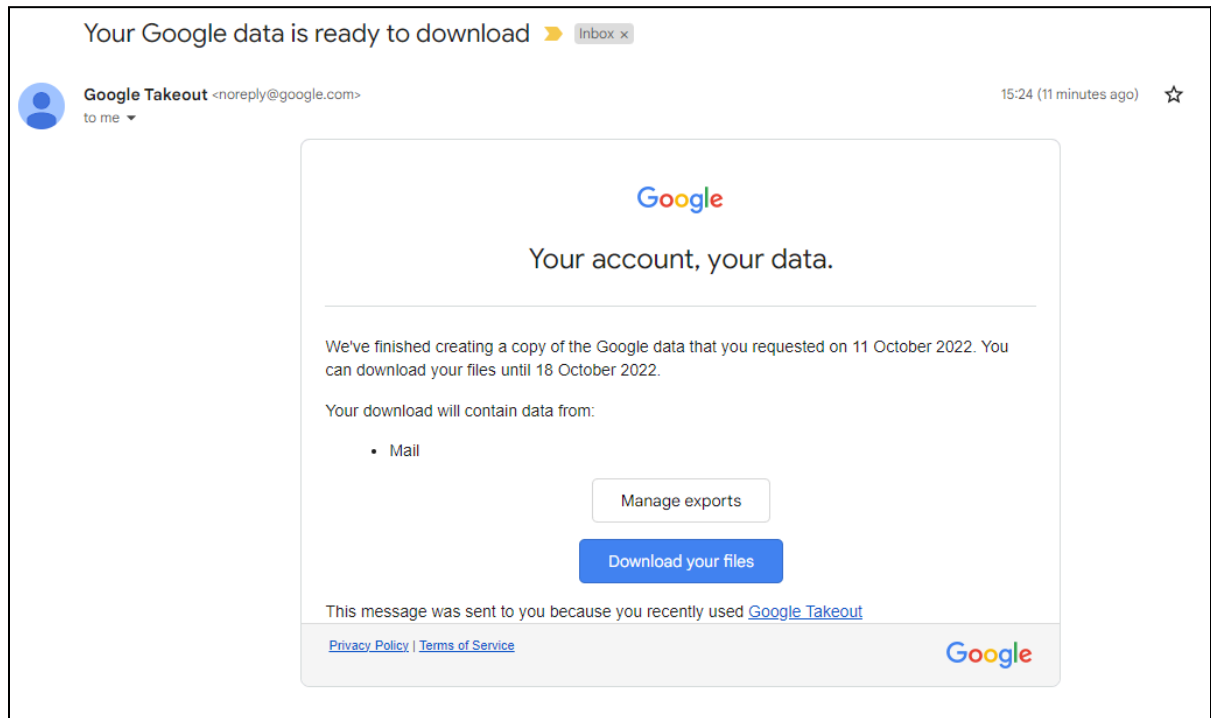 Your Google data is ready to download Inbox ×
Google Takeout <noreply@google.com> 15:24 (11 minutes ago)
to me
Google
Your account, your data.
We've finished creating a copy of the Google data that you requested on 11 October 2022. You
can download your files until 18 October 2022.
Your download will contain data from:
• Mail
Manage exports
Download your files
This message was sent to you because you recently used Google Takeout
Privacy Policy | Terms of Service
Google